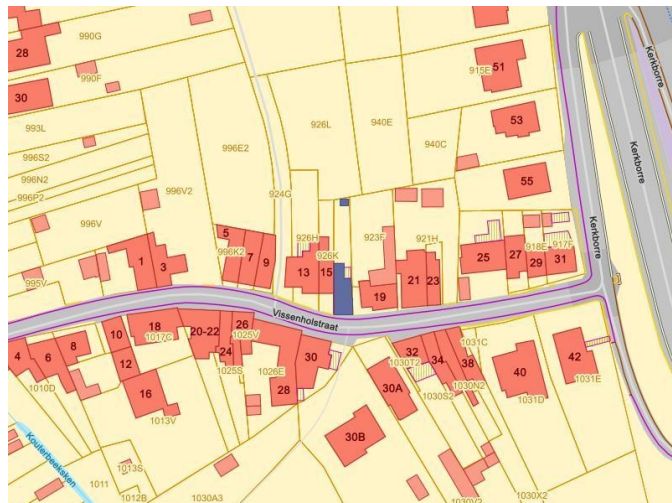 990G
28
990F
30
993L
996S2
996N2
996P2
996V
995V
996V2
996E2
926L
940E
940C
915E
51
53
55
Kerkborre
Kerkborre
Kerkborre
924G
926H
926K
923F
921H
918E
917F
1
3
5
7
9
996K2
13
15
19
21
23
25
27
29
31
Vissenholstraat
4
6
8
10
12
18
1017C
16
1013V
20-22
24
26
1025V
1025S
1026E
28
30
30A
30B
32
34
38
1030T2
1030S2
1030N2
1031C
40
1031D
42
1031E
1010D
Kouterbeeksken
1011
1013S
1012B
1030A3
1030V2
1030X2